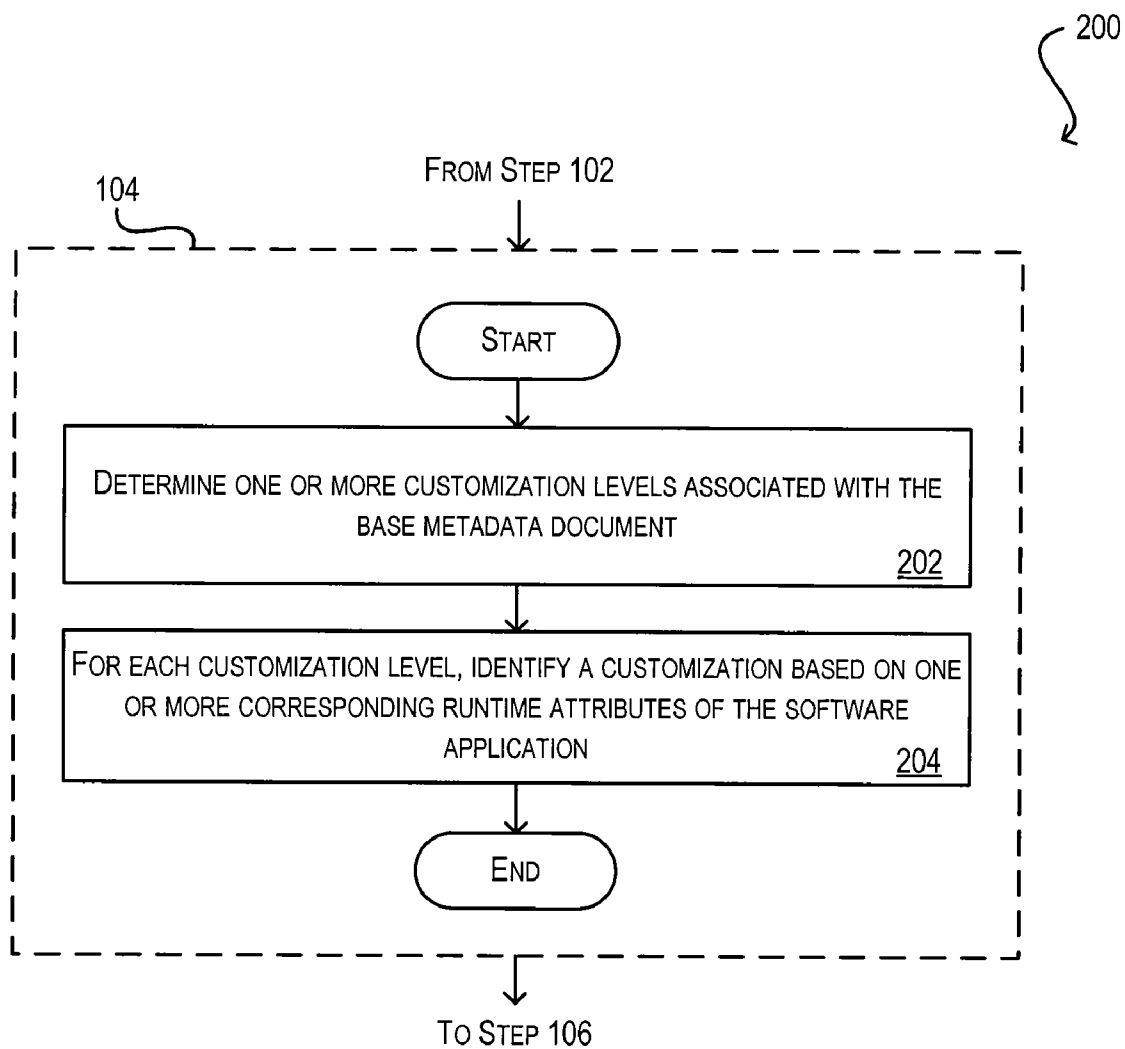 200
FROM STEP 102
104
START
DETERMINE ONE OR MORE CUSTOMIZATION LEVELS ASSOCIATED WITH THE
BASE METADATA DOCUMENT
202
FOR EACH CUSTOMIZATION LEVEL, IDENTIFY A CUSTOMIZATION BASED ON ONE
OR MORE CORRESPONDING RUNTIME ATTRIBUTES OF THE SOFTWARE
APPLICATION
204
END
TO STEP 106